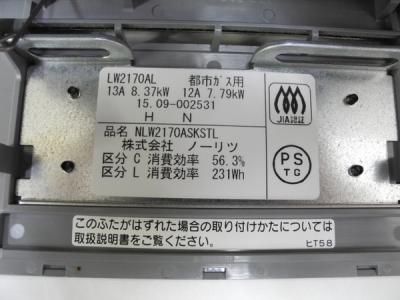 LW2170AL 都市ガス用
13A 8.37kW 12A 7.79kW
15.09-002531
H N
JIA認証
品名 NLW2170ASKSTL
株式会社 ノーリツ
区分 C 消費効率 56.3%
区分 L 消費効率 231Wh
PS
TG
このふたがはずれた場合の取り付けかたについては
取扱説明書をご覧ください。
ヒT58